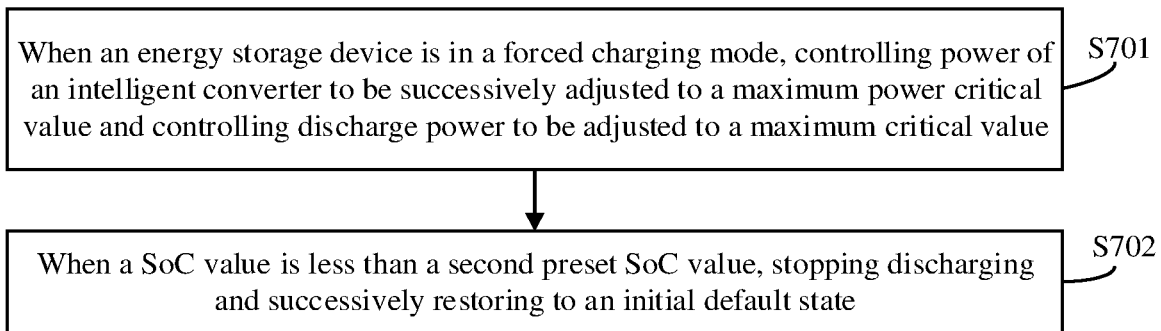 When an energy storage device is in a forced charging mode, controlling power of
an intelligent converter to be successively adjusted to a maximum power critical
value and controlling discharge power to be adjusted to a maximum critical value
S701
When a SoC value is less than a second preset SoC value, stopping discharging
and successively restoring to an initial default state
S702